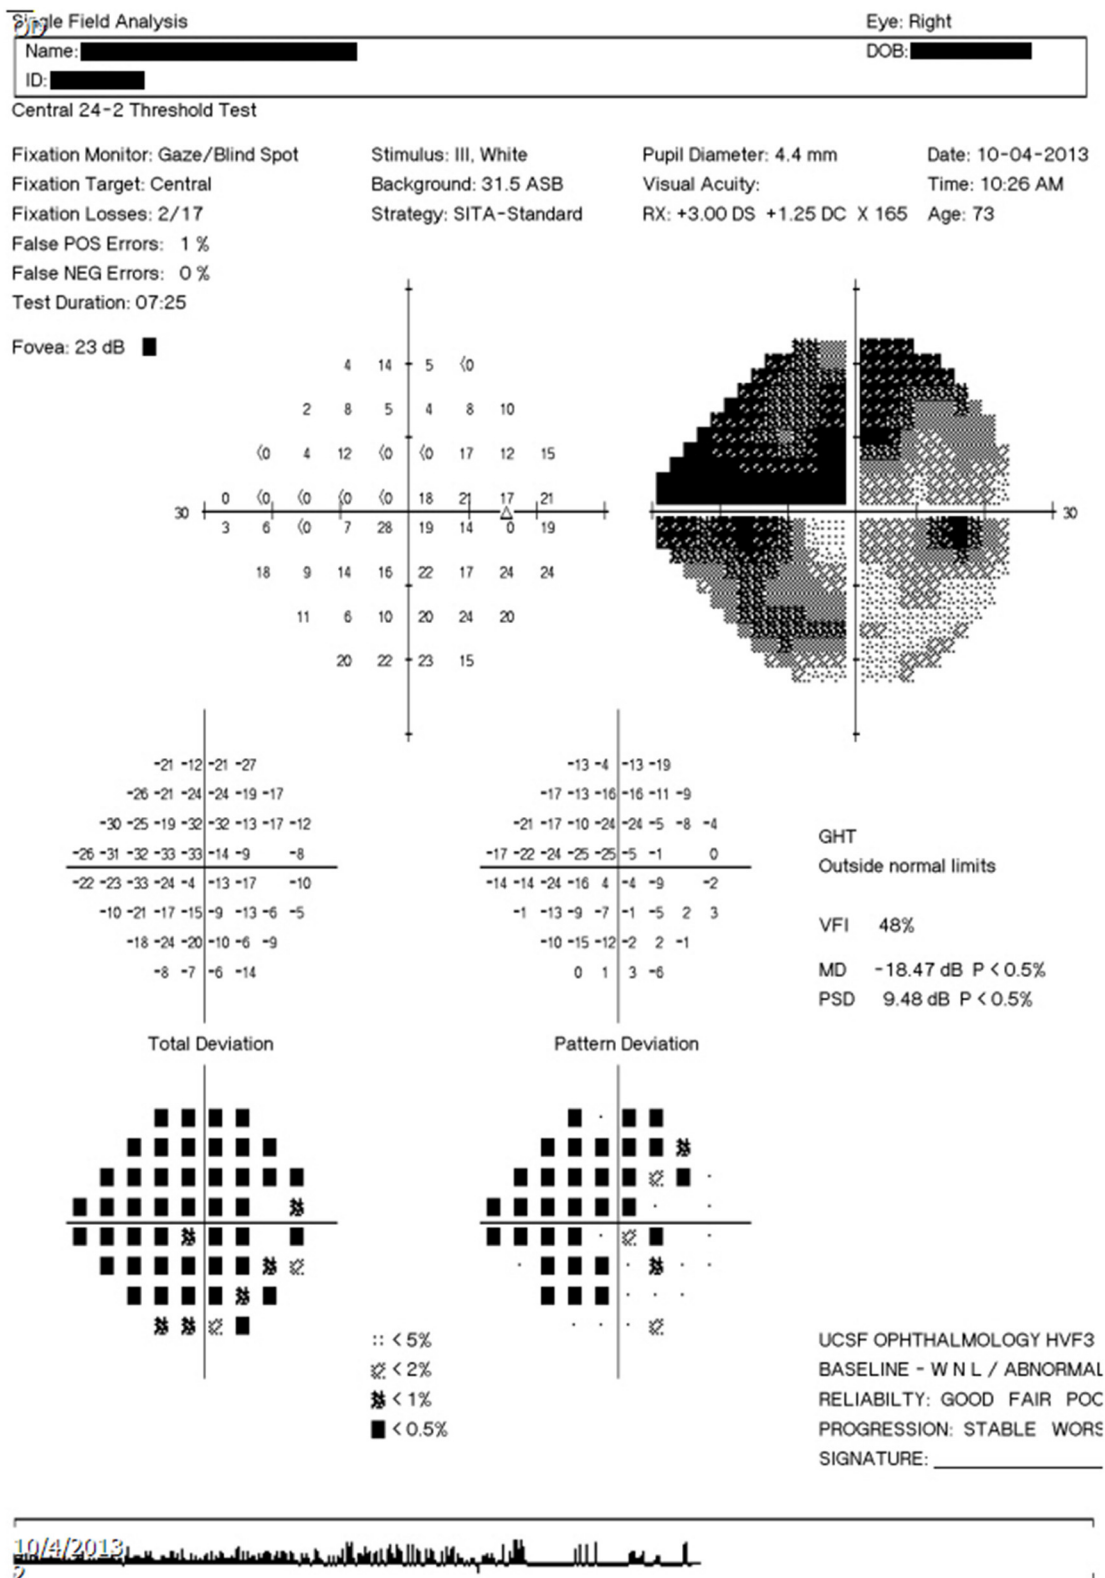 Single Field Analysis Eye: Right
OD
Name: DOB:
ID:
Central 24-2 Threshold Test
Fixation Monitor: Gaze/Blind Spot Stimulus: III, White Pupil Diameter: 4.4 mm Date: 10-04-2013
Fixation Target: Central Background: 31.5 ASB Visual Acuity: Time: 10:26 AM
Fixation Losses: 2/17 Strategy: SITA-Standard RX: +3.00 DS +1.25 DC X 165 Age: 73
False POS Errors: 1 %
False NEG Errors: 0 %
Test Duration: 07:25
Fovea: 23 dB
4 14 5 <0
2 8 5 4 8 10
<0 4 12 <0 <0 17 12 15
0 <0 <0 <0 <0 18 21 17 21
30 30
3 6 <0 7 28 19 14 0 19
18 9 14 16 22 17 24 24
11 6 10 20 24 20
20 22 23 15
-21 -12 -21 -27 -13 -4 -13 -19
-26 -21 -24 -24 -19 -17 -17 -13 -16 -16 -11 -9
-30 -25 -19 -32 -32 -13 -17 -12 -21 -17 -10 -24 -24 -5 -8 -4
GHT
-26 -31 -32 -33 -33 -14 -9 -8 -17 -22 -24 -25 -25 -5 -1 0
Outside normal limits
-22 -23 -33 -24 -4 -13 -17 -10 -14 -14 -24 -16 4 -4 -9 -2
-10 -21 -17 -15 -9 -13 -6 -5 -1 -13 -9 -7 -1 -5 2 3
VFI 48%
-18 -24 -20 -10 -6 -9 -10 -15 -12 -2 2 -1
-8 -7 -6 -14 0 1 3 -6
MD -18.47 dB P < 0.5%
PSD 9.48 dB P < 0.5%
Total Deviation Pattern Deviation
< 5%
< 2%
< 1%
< 0.5%
UCSF OPHTHALMOLOGY HVF3
BASELINE - W N L / ABNORMAL
RELIABILTY: GOOD FAIR POO
PROGRESSION: STABLE WORS
SIGNATURE:
10/4/2013
2